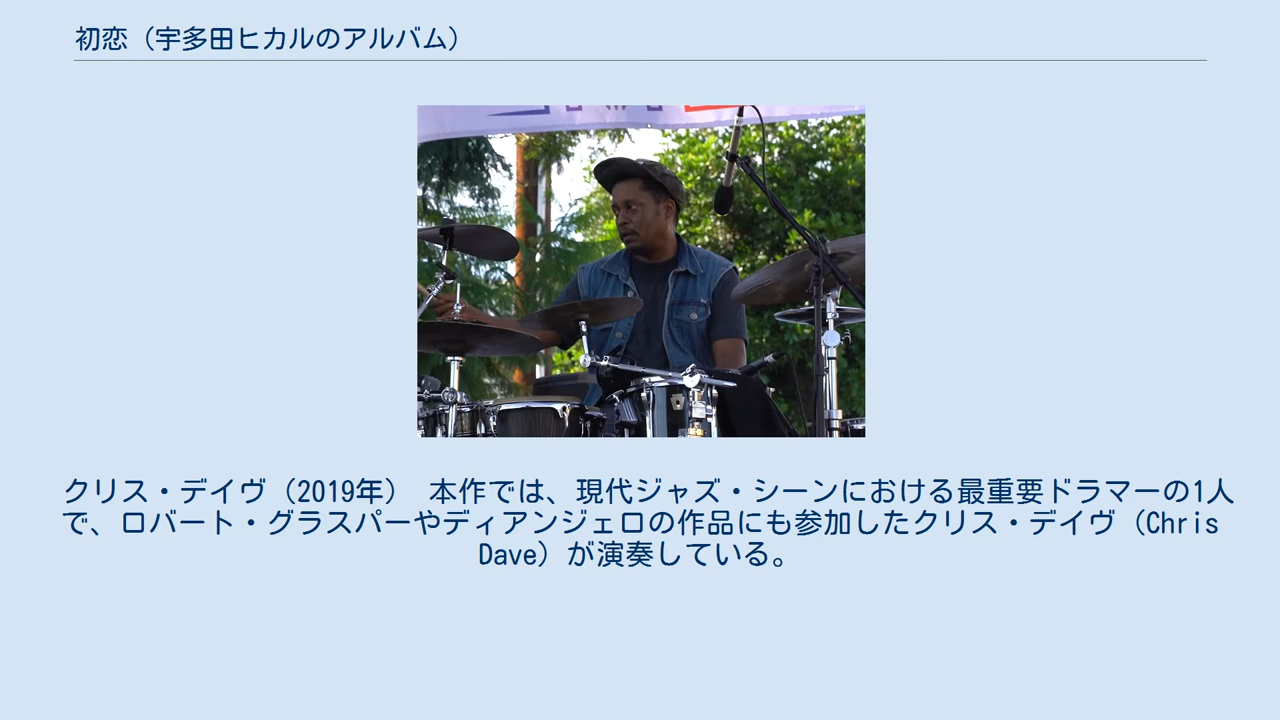 初恋（宇多田ヒカルのアルバム）
クリス・デイヴ（2019年）　本作では、現代ジャズ・シーンにおける最重要ドラマーの1人
で、ロバート・グラスパーやディアンジェロの作品にも参加したクリス・デイヴ（Chris
Dave）が演奏している。